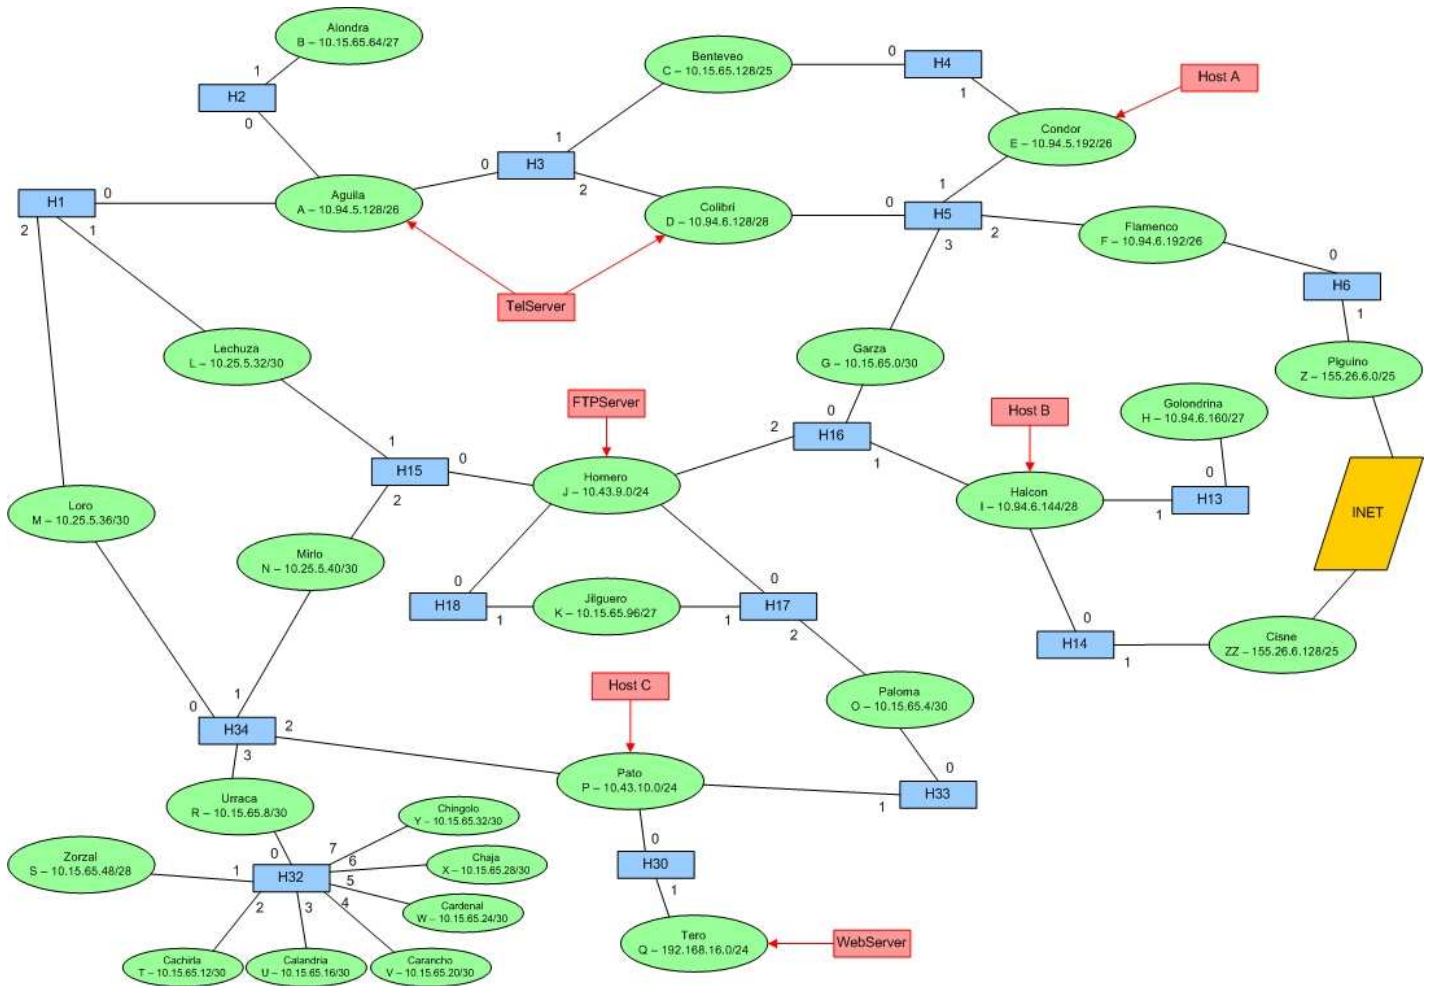 Alondra
B – 10.15.65.64/27
Benteveo
C – 10.15.65.128/25
0
H4
1
Host A
1
H2
0
Condor
E – 10.94.5.192/26
1
0
H3
2
H1
0
2
1
Aguila
A – 10.94.5.128/26
Colibri
D – 10.94.6.128/28
0
1
H5
3
2
Flamenco
F – 10.94.6.192/26
0
H6
1
TelServer
Lechuza
L – 10.25.5.32/30
Garza
G – 10.15.65.0/30
Piguino
Z – 155.26.6.0/25
FTPServer
Host B
Golondrina
H – 10.94.6.160/27
0
2
H16
1
1
H15
0
2
Homero
J – 10.43.9.0/24
Halcon
I – 10.94.6.144/28
0
H13
1
Loro
M – 10.25.5.36/30
INET
Mirlo
N – 10.25.5.40/30
0
H18
1
Jilguero
K – 10.15.65.96/27
0
H17
1
2
0
H14
1
Cisne
ZZ – 155.26.6.128/25
Host C
Paloma
O – 10.15.65.4/30
1
0
H34
2
3
Pato
P – 10.43.10.0/24
0
H33
1
Urraca
R – 10.15.65.8/30
Chingolo
Y – 10.15.65.32/30
0
H30
1
Zorzal
S – 10.15.65.48/28
0
7
6
1
H32
5
2
3
4
Chaja
X – 10.15.65.28/30
Cardenal
W – 10.15.65.24/30
Tero
Q – 192.168.16.0/24
WebServer
Cachirla
T – 10.15.65.12/30
Calandria
U – 10.15.65.16/30
Carancho
V – 10.15.65.20/30